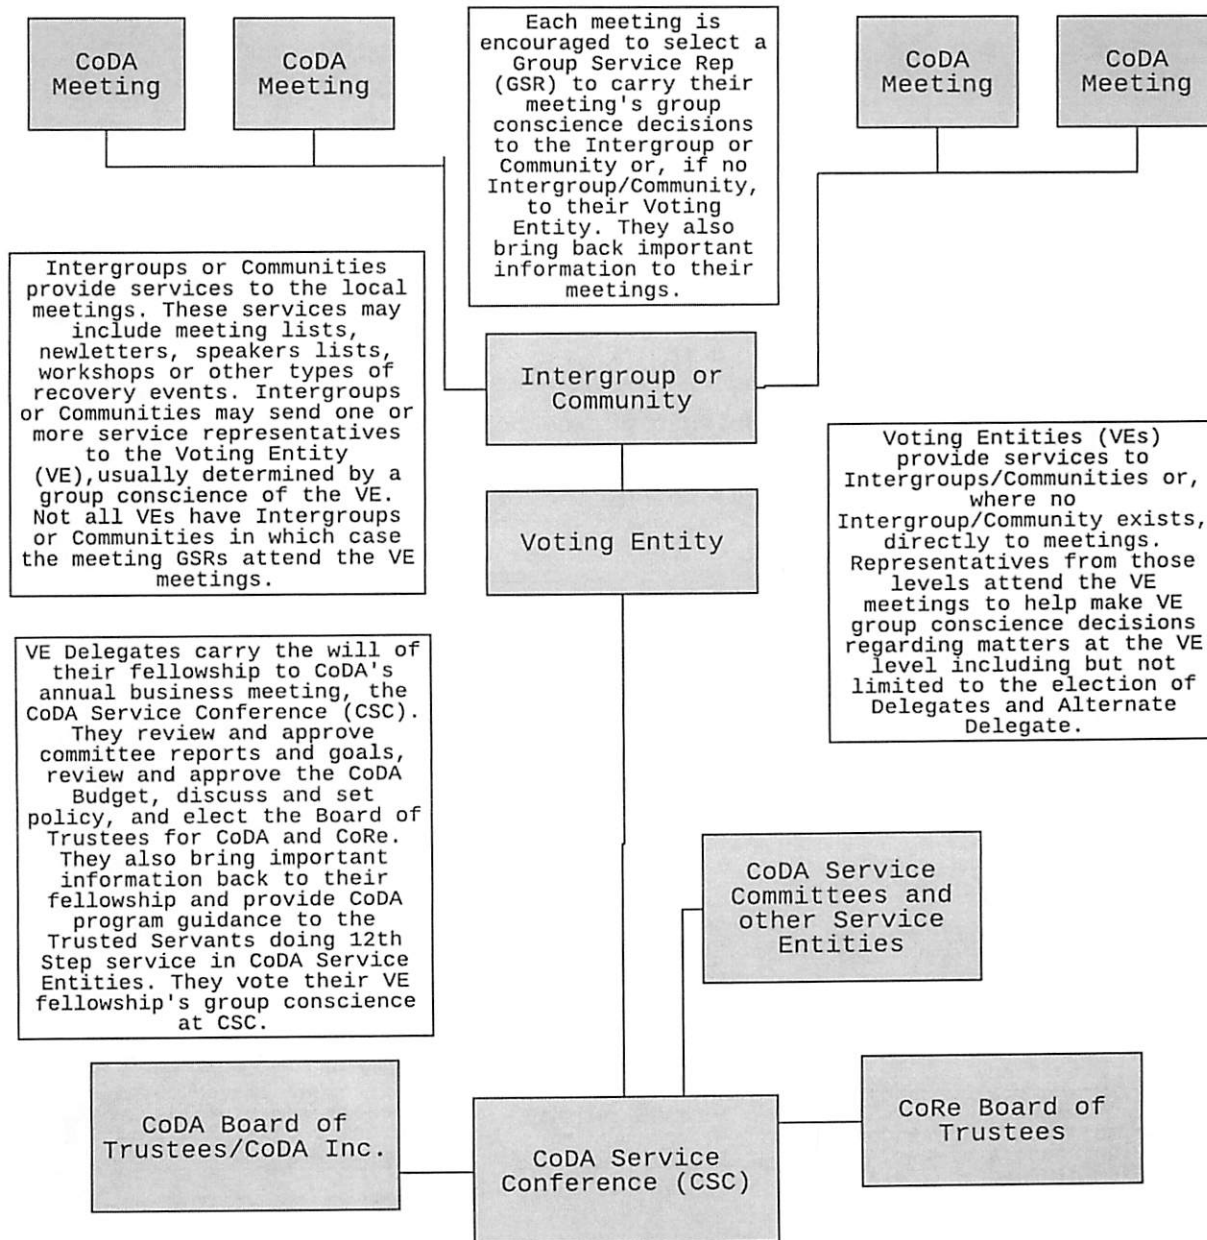 CoDA
Meeting
CoDA
Meeting
Each meeting is
encouraged to select a
Group Service Rep
(GSR) to carry their
meeting's group
conscience decisions
to the Intergroup or
Community or, if no
Intergroup/Community,
to their Voting
Entity. They also
bring back important
information to their
meetings.
CoDA
Meeting
CoDA
Meeting
Intergroups or Communities
provide services to the local
meetings. These services may
include meeting lists,
newletters, speakers lists,
workshops or other types of
recovery events. Intergroups
or Communities may send one or
more service representatives
to the Voting Entity
(VE),usually determined by a
group conscience of the VE.
Not all VEs have Intergroups
or Communities in which case
the meeting GSRs attend the VE
meetings.
Intergroup or
Community
Voting Entity
Voting Entities (VEs)
provide services to
Intergroups/Communities or,
where no
Intergroup/Community exists,
directly to meetings.
Representatives from those
levels attend the VE
meetings to help make VE
group conscience decisions
regarding matters at the VE
level including but not
limited to the election of
Delegates and Alternate
Delegate.
VE Delegates carry the will of
their fellowship to CoDA's
annual business meeting, the
CoDA Service Conference (CSC).
They review and approve
committee reports and goals,
review and approve the CoDA
Budget, discuss and set
policy, and elect the Board of
Trustees for CoDA and CoRe.
They also bring important
information back to their
fellowship and provide CoDA
program guidance to the
Trusted Servants doing 12th
Step service in CoDA Service
Entities. They vote their VE
fellowship's group conscience
at CSC.
CoDA Service
Committees and
other Service
Entities
CoDA Board of
Trustees/CoDA Inc.
CoDA Service
Conference (CSC)
CoRe Board of
Trustees